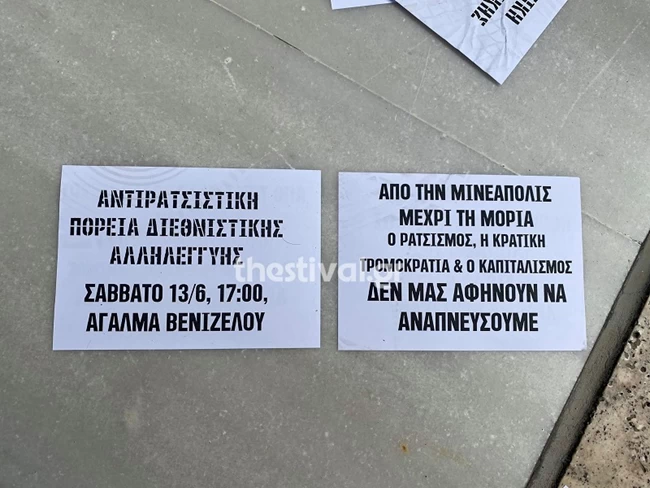 ΑΝΤΙΡΑΤΣΙΣΤΙΚΗ
ΠΟΡΕΙΑ ΔΙΕΘΝΙΣΤΙΚΗΣ
ΑΛΛΗΛΕΓΓΥΗΣ
ΣΑΒΒΑΤΟ 13/6, 17:00,
ΑΓΑΛΜΑ ΒΕΝΙΖΕΛΟΥ
ΑΠΟ ΤΗΝ ΜΙΝΕΑΠΟΛΙΣ
ΜΕΧΡΙ ΤΗ ΜΟΡΙΑ
Ο ΡΑΤΣΙΣΜΟΣ, Η ΚΡΑΤΙΚΗ
ΤΡΟΜΟΚΡΑΤΙΑ & Ο ΚΑΠΙΤΑΛΙΣΜΟΣ
ΔΕΝ ΜΑΣ ΑΦΗΝΟΥΝ ΝΑ
ΑΝΑΠΝΕΥΣΟΥΜΕ
thestival.gr